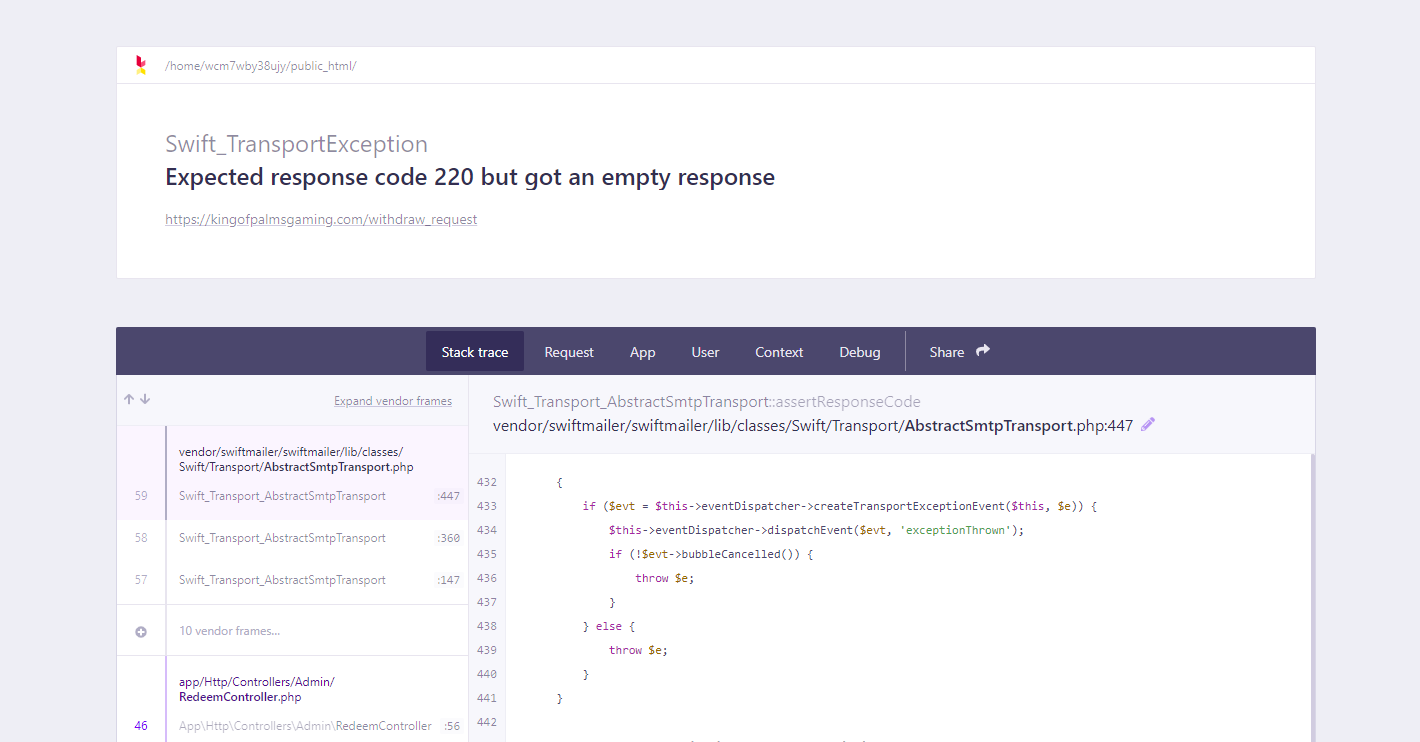 /home/wcm7wby38ujy/public_html/
Swift_TransportException
Expected response code 220 but got an empty response
https://kingofpalmsgaming.com/withdraw_request
Stack trace Request App User Context Debug Share
Expand vendor frames
vendor/swiftmailer/swiftmailer/lib/classes/
Swift/Transport/AbstractSmtpTransport.php
59 Swift_Transport_AbstractSmtpTransport :447
58 Swift_Transport_AbstractSmtpTransport :360
57 Swift_Transport_AbstractSmtpTransport :147
10 vendor frames…
app/Http/Controllers/Admin/
RedeemController.php
46 App\Http\Controllers\Admin\RedeemController :56
Swift_Transport_AbstractSmtpTransport::assertResponseCode
vendor/swiftmailer/swiftmailer/lib/classes/Swift/Transport/AbstractSmtpTransport.php:447
432 {
433 if ($evt = $this->eventDispatcher->createTransportExceptionEvent($this, $e)) {
434 $this->eventDispatcher->dispatchEvent($evt, 'exceptionThrown');
435 if (!$evt->bubbleCancelled()) {
436 throw $e;
437 }
438 } else {
439 throw $e;
440 }
441 }
442